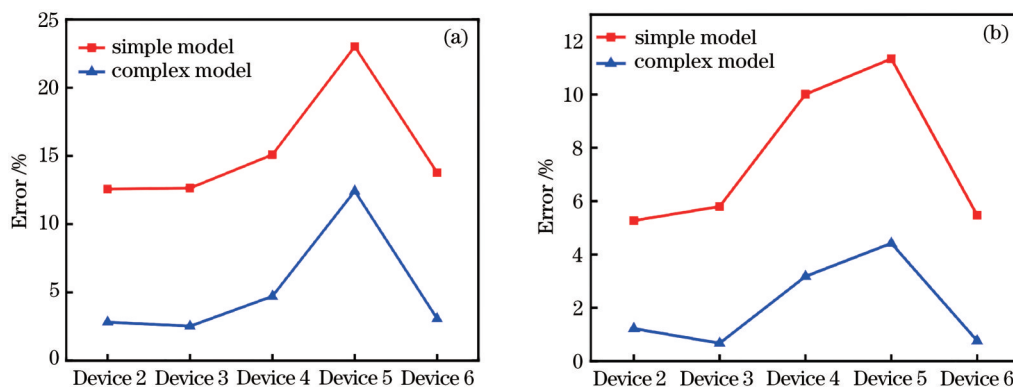 25
20
15
10
5
0
Error /%
(a)
simple model
complex model
Device 2 Device 3 Device 4 Device 5 Device 6
12
10
8
6
4
2
0
Error /%
(b)
simple model
complex model
Device 2 Device 3 Device 4 Device 5 Device 6